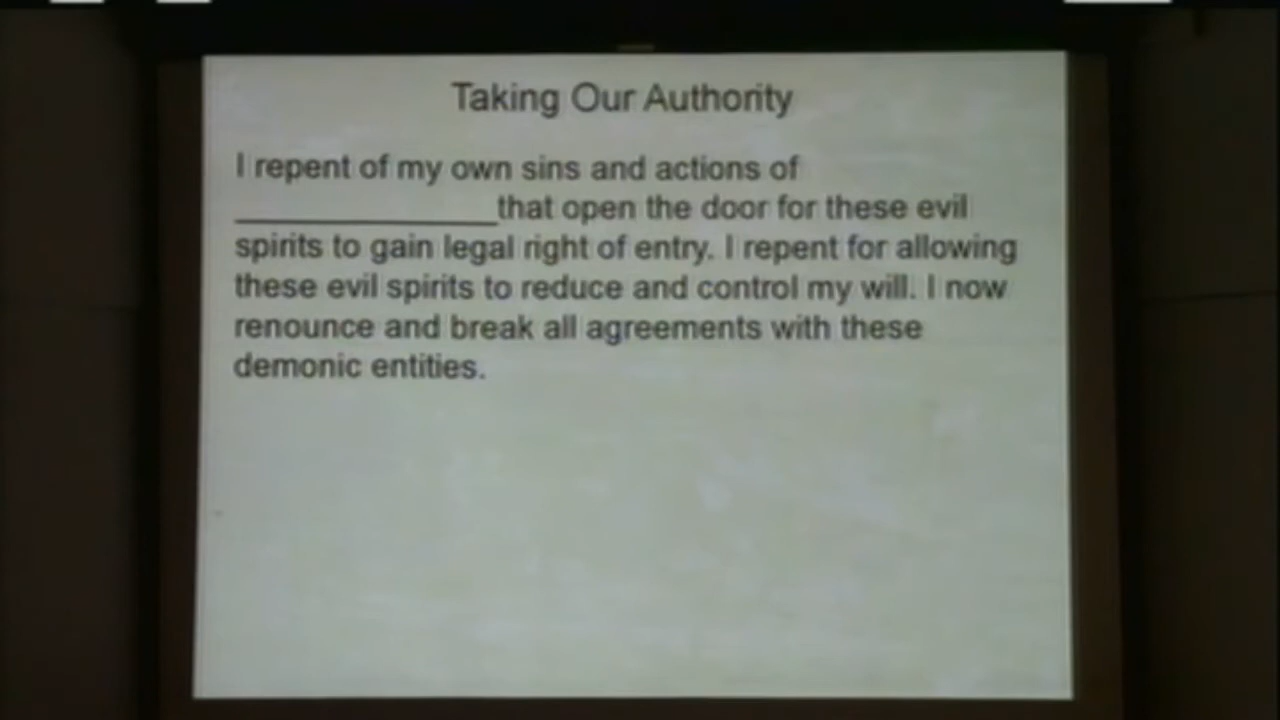 Taking Our Authority
I repent of my own sins and actions of
________________that open the door for these evil
spirits to gain legal right of entry. I repent for allowing
these evil spirits to reduce and control my will. I now
renounce and break all agreements with these
demonic entities.